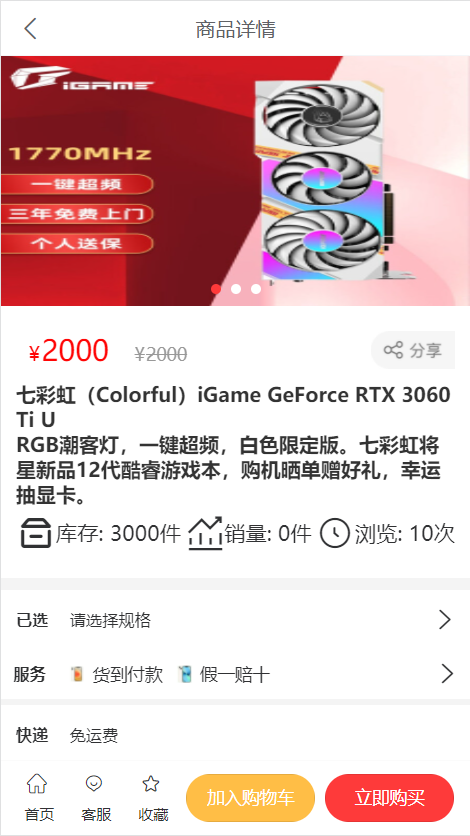 商品详情
iGAME
1770MHz
一键超频
三年免费上门
个人送保
¥2000 ¥2000 分享
七彩虹（Colorful）iGame GeForce RTX 3060
Ti U
RGB潮客灯，一键超频，白色限定版。七彩虹将
星新品12代酷睿游戏本，购机晒单赠好礼，幸运
抽显卡。
库存: 3000件 销量: 0件 浏览: 10次
已选 请选择规格
服务 货到付款 假一赔十
快递 免运费
首页 客服 收藏 加入购物车 立即购买